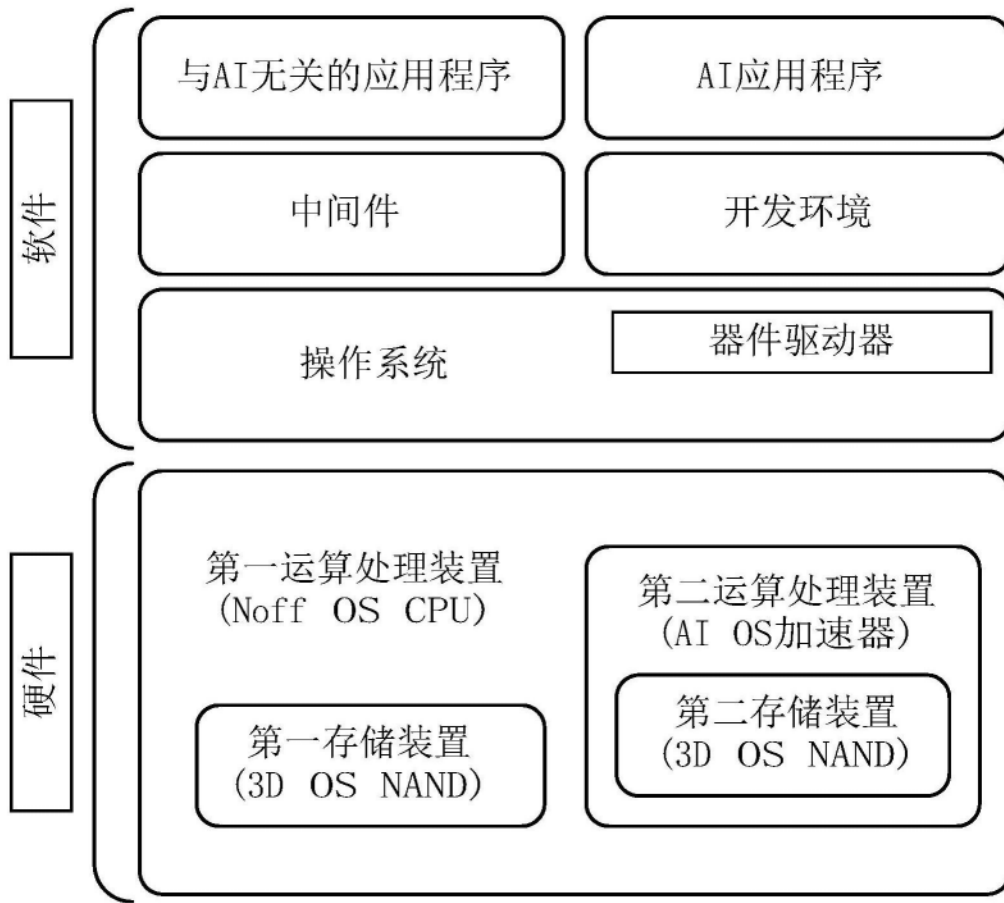 软件
与AI无关的应用程序
AI应用程序
中间件
开发环境
操作系统
器件驱动器
硬件
第一运算处理装置
(Noff OS CPU)
第一存储装置
(3D OS NAND)
第二运算处理装置
(AI OS加速器)
第二存储装置
(3D OS NAND)